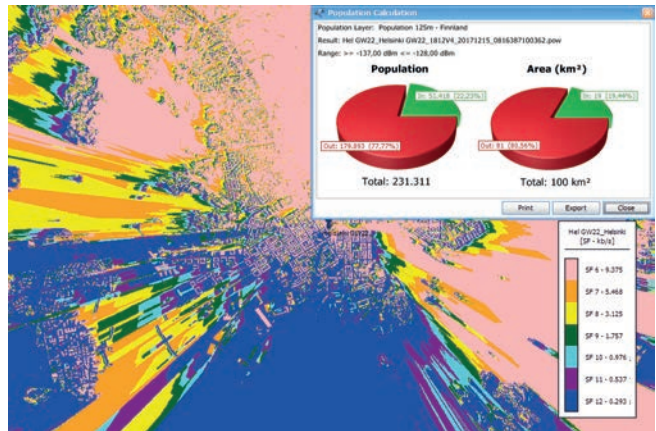 Population Calculation
Population Layer: Population 125m - Finnland
Result: Hel GW22_Helsinki GW22_1812V4_20171215_0816387100362.pow
Range: >= -137,00 dBm <= -128,00 dBm
Population
Area (km²)
In: 51,418 (22,23%)
In: 19 (19,44%)
Out: 179,893 (77,77%)
Out: 81 (80,56%)
Total: 231.311
Total: 100 km²
Print
Export
Close
Hel GW22_Helsinki
[SF - kb/s]
SF 6 - 9.375
SF 7 - 5.468
SF 8 - 3.125
SF 9 - 1.757
SF 10 - 0.976
SF 11 - 0.537
SF 12 - 0.293